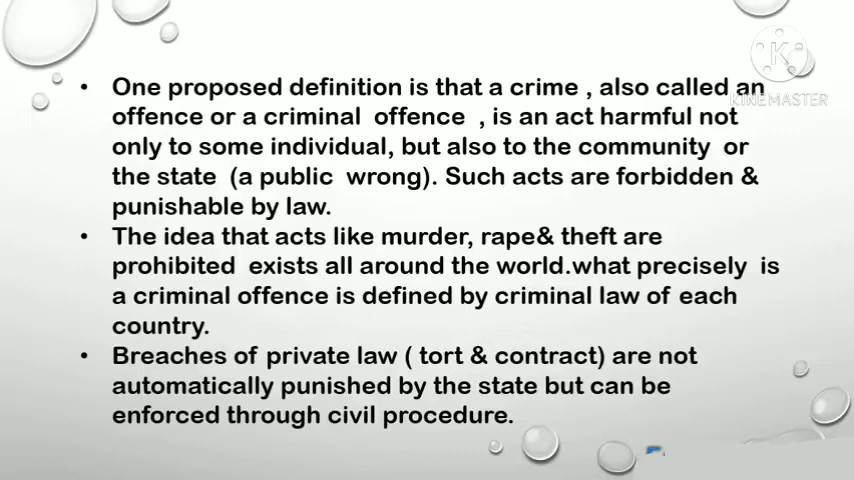 • One proposed definition is that a crime , also called an
offence or a criminal offence , is an act harmful not
only to some individual, but also to the community or
the state (a public wrong). Such acts are forbidden &
punishable by law.
• The idea that acts like murder, rape& theft are
prohibited exists all around the world.what precisely is
a criminal offence is defined by criminal law of each
country.
• Breaches of private law ( tort & contract) are not
automatically punished by the state but can be
enforced through civil procedure.
K
KINEMASTER